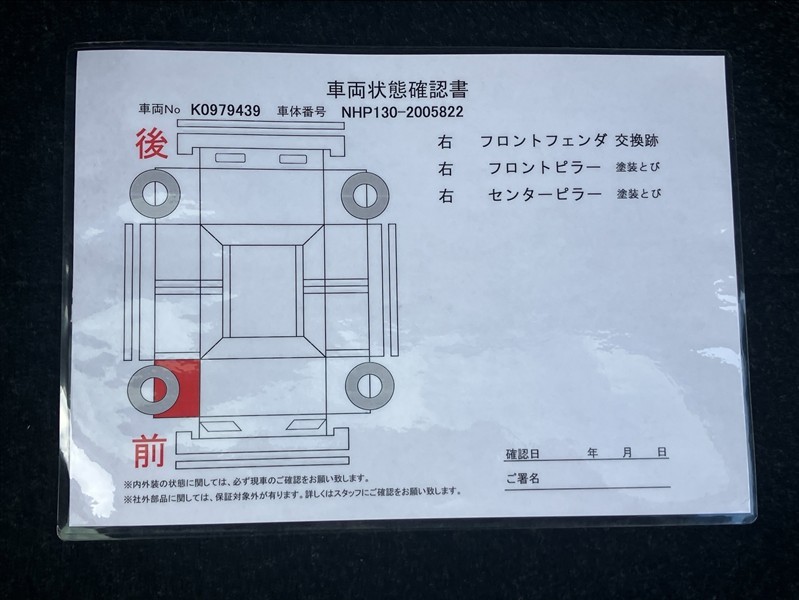 車両状態確認書
車両No K0979439 車体番号 NHP130-2005822
後
右 フロントフェンダ 交換跡
右 フロントピラー 塗装とび
右 センターピラー 塗装とび
前
確認日 年 月 日
ご署名
※内外装の状態に関しては、必ず現車のご確認をお願い致します。
※社外部品に関しては、保証対象外が有ります。詳しくはスタッフにご確認をお願い致します。